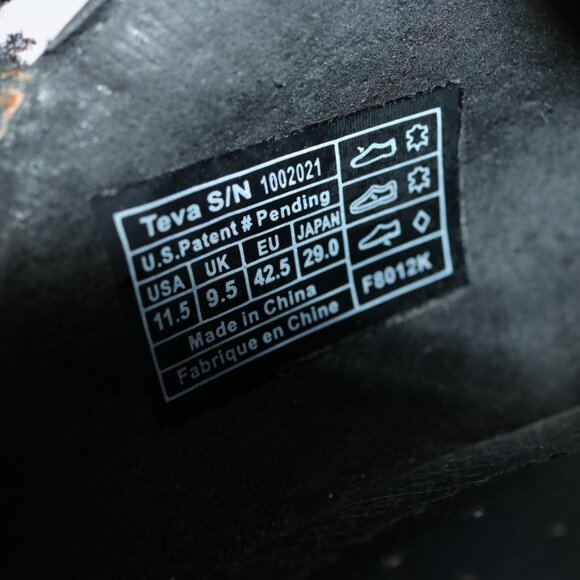 Teva S/N 1002021
U.S.Patent # Pending
USA UK EU JAPAN
11.5 9.5 42.5 29.0
Made in China
Fabrique en Chine
F8012K